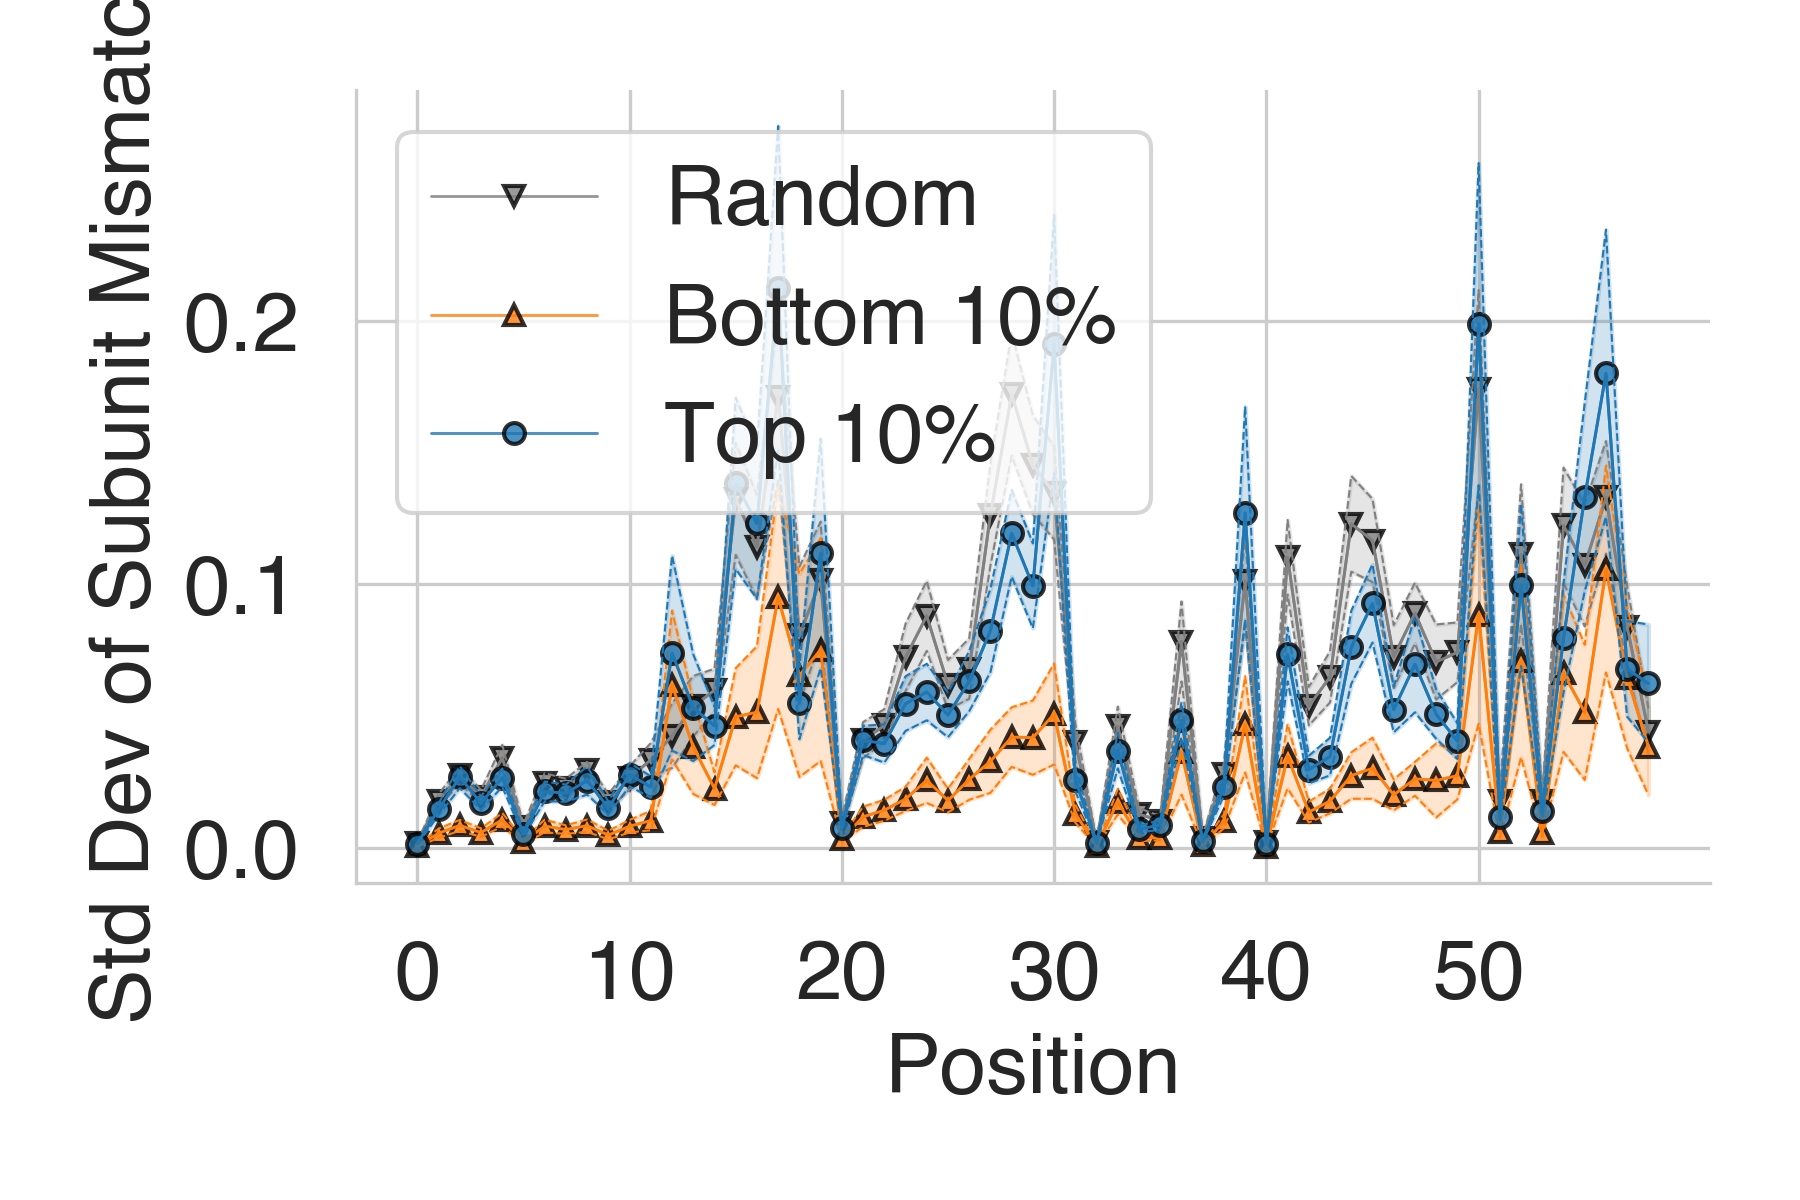 Std Dev of Subunit Mismatc
Random
Bottom 10%
Top 10%
0.2
0.1
0.0
0 10 20 30 40 50
Position